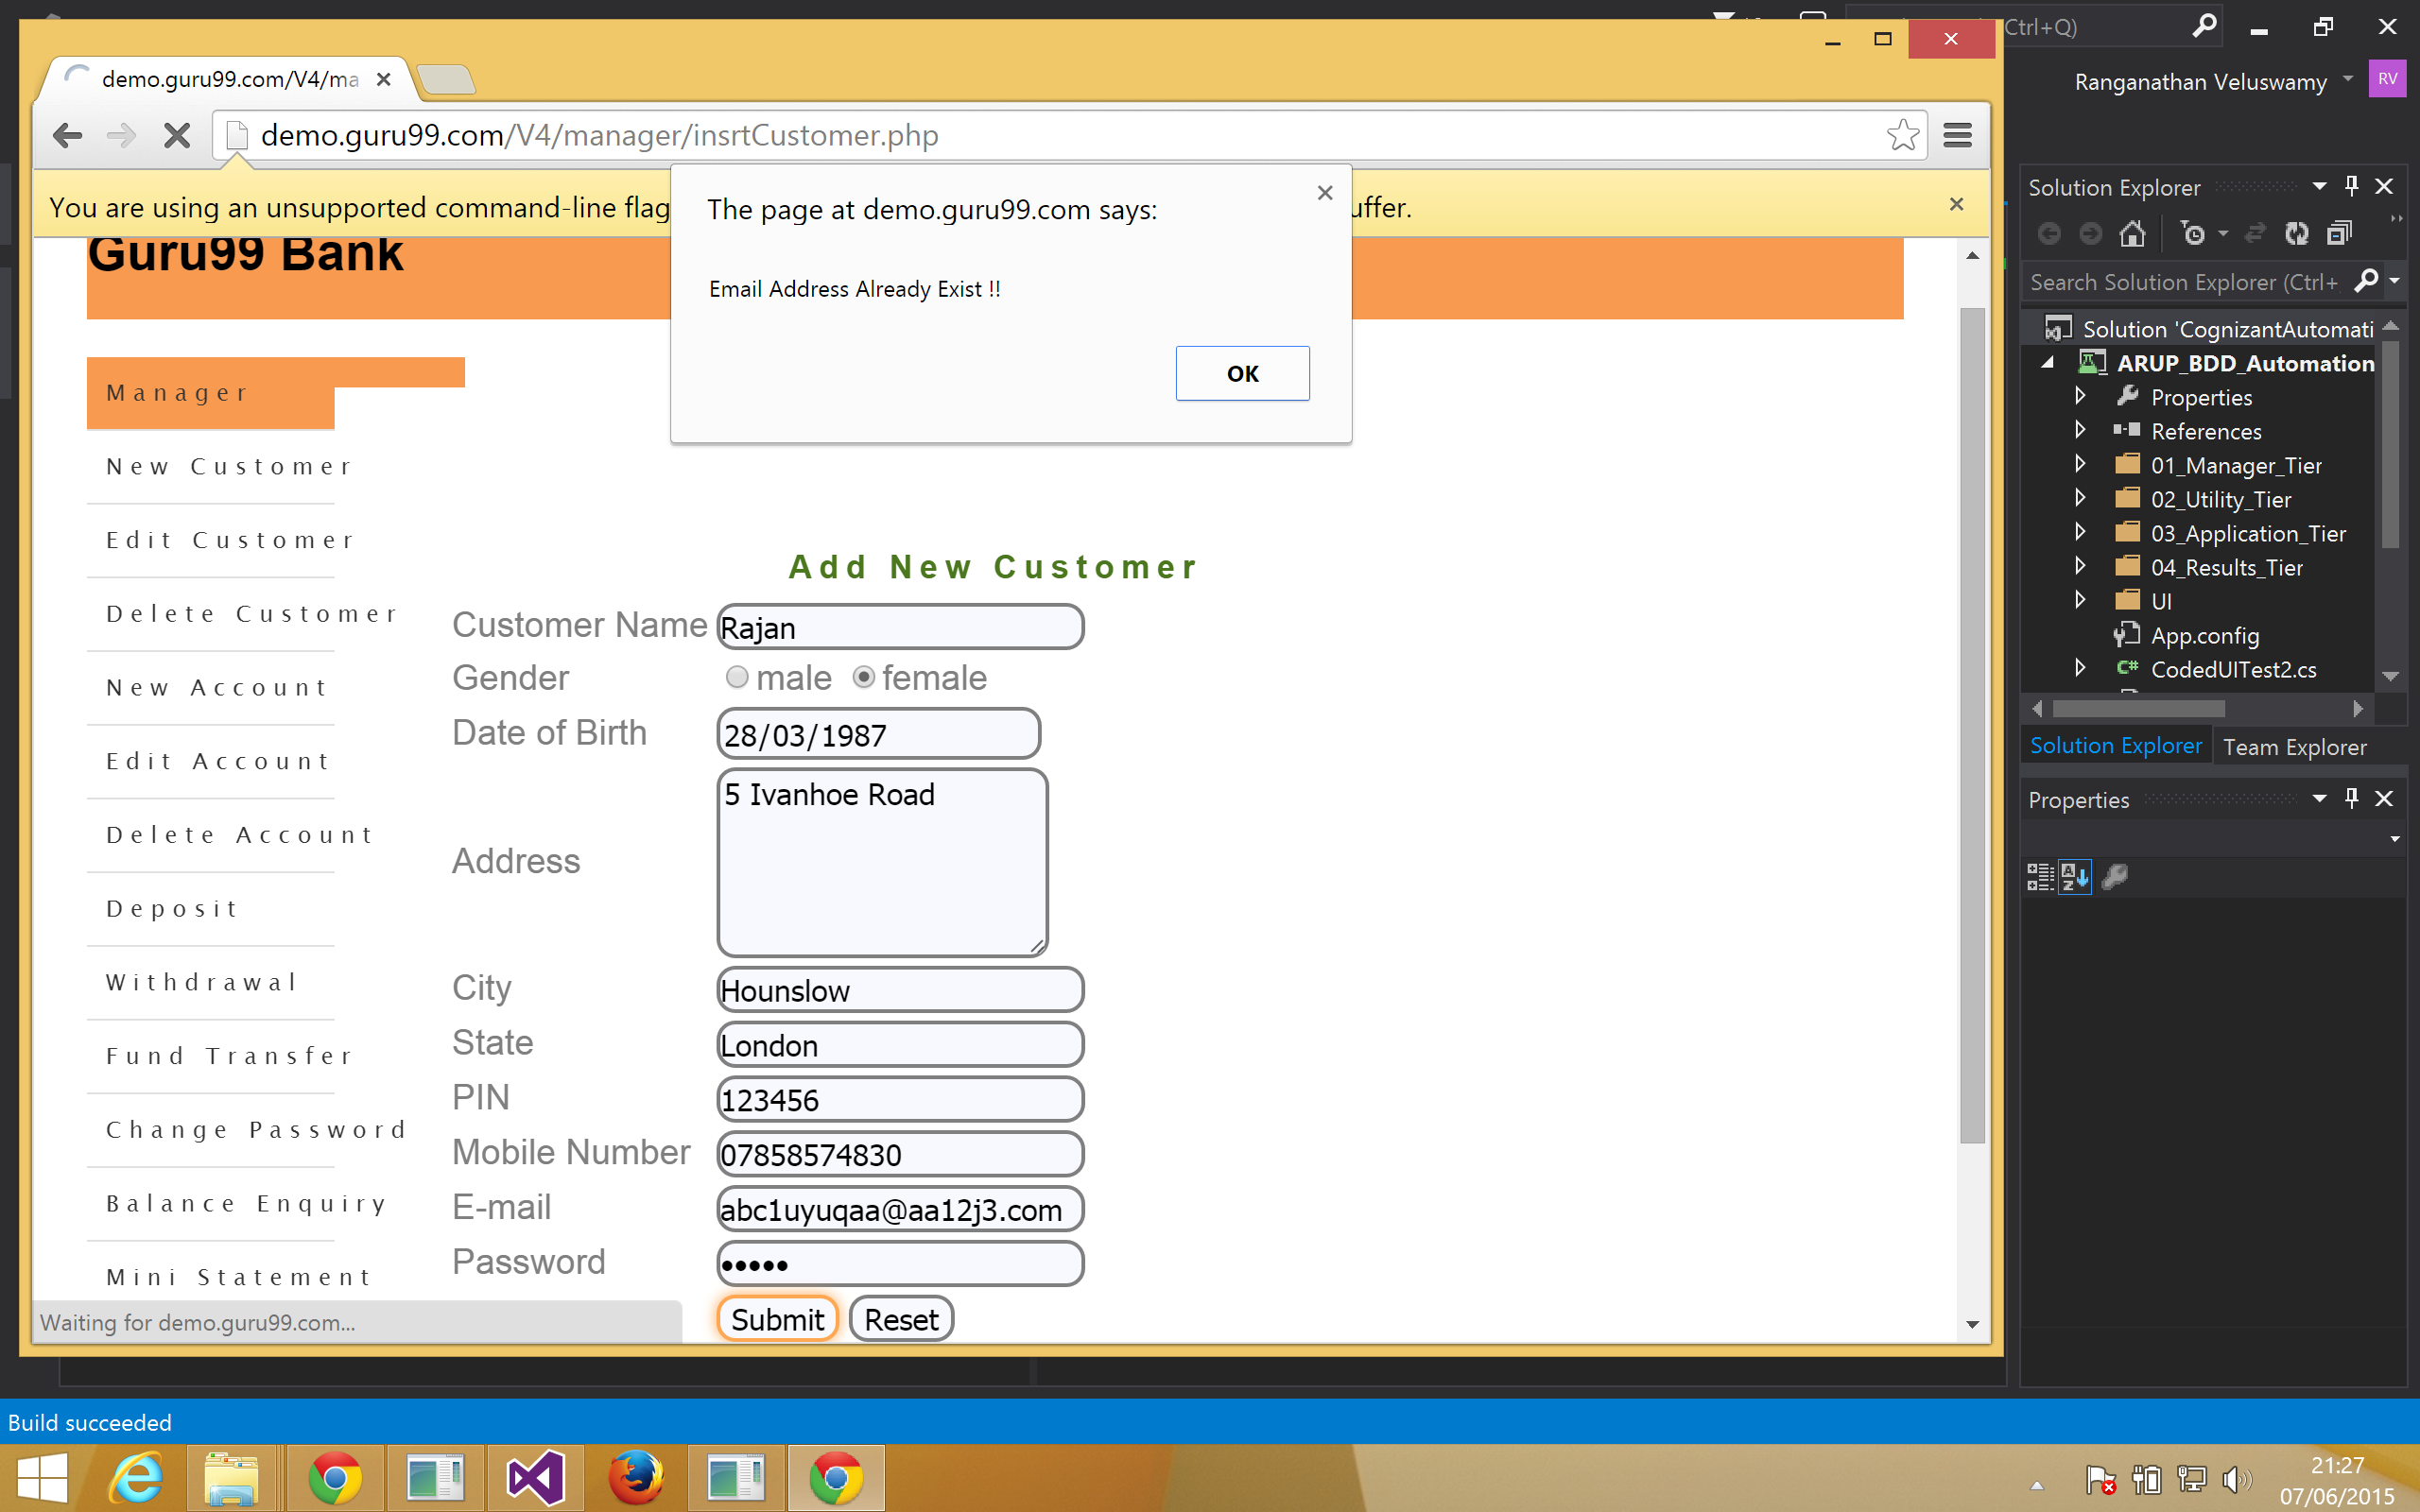 Ctrl+Q)
Ranganathan Veluswamy
RV
demo.guru99.com/V4/ma
demo.guru99.com/V4/manager/insrtCustomer.php
You are using an unsupported command-line flag
uffer.
The page at demo.guru99.com says:
Email Address Already Exist !!
OK
Guru99 Bank
Manager
New Customer
Edit Customer
Delete Customer
New Account
Edit Account
Delete Account
Deposit
Withdrawal
Fund Transfer
Change Password
Balance Enquiry
Mini Statement
Add New Customer
Customer Name Rajan
Gender male female
Date of Birth 28/03/1987
Address 5 Ivanhoe Road
City Hounslow
State London
PIN 123456
Mobile Number 07858574830
E-mail abc1uyuqaa@aa12j3.com
Password •••••
Submit Reset
Waiting for demo.guru99.com...
Solution Explorer
Search Solution Explorer (Ctrl+
Solution 'CognizantAutomati
ARUP_BDD_Automation
Properties
References
01_Manager_Tier
02_Utility_Tier
03_Application_Tier
04_Results_Tier
UI
App.config
C# CodedUITest2.cs
Solution Explorer Team Explorer
Properties
Build succeeded
21:27
07/06/2015